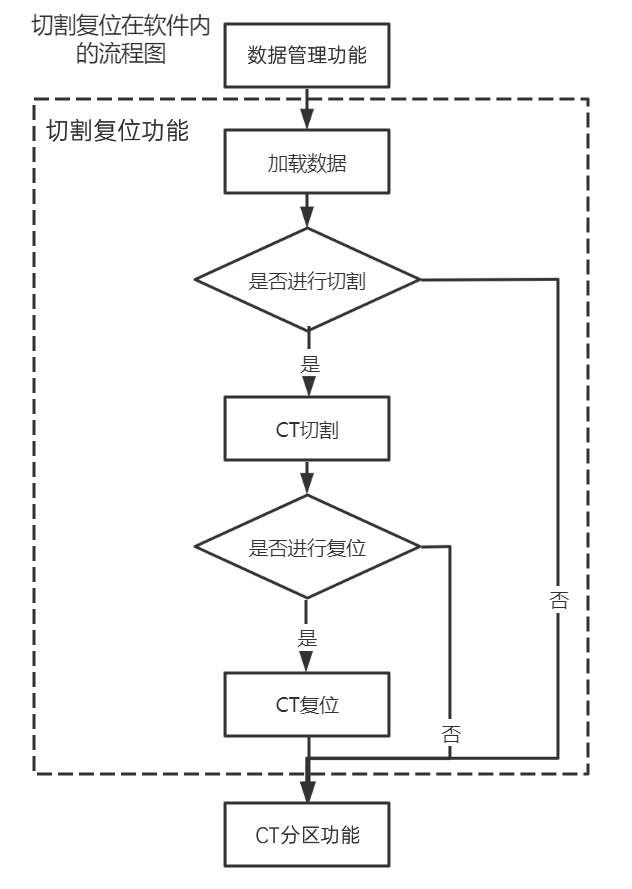 切割复位在软件内
的流程图
数据管理功能
切割复位功能
加载数据
是否进行切割
是
CT切割
是否进行复位
否
是
CT复位
否
CT分区功能